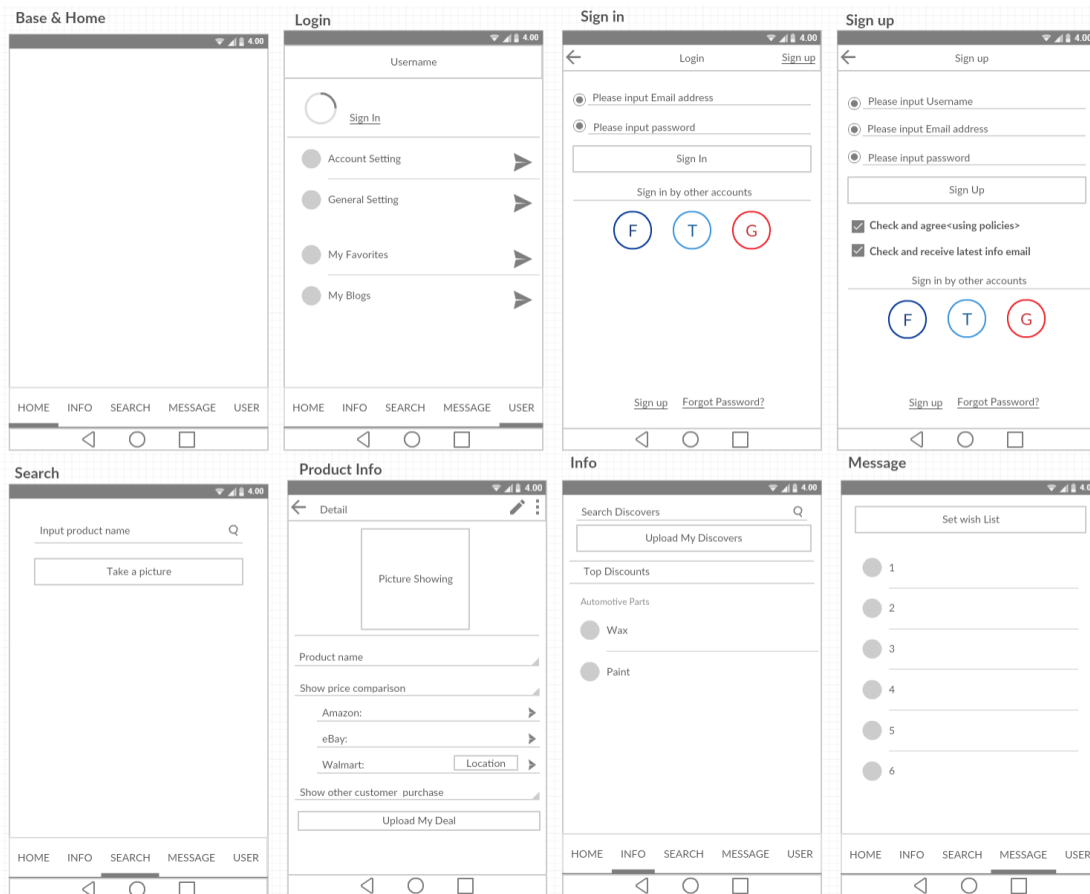 Base & Home
4.00
HOME INFO SEARCH MESSAGE USER
Login
4.00
Username
Sign In
Account Setting
General Setting
My Favorites
My Blogs
HOME INFO SEARCH MESSAGE USER
Sign in
4.00
Login Sign up
Please input Email address
Please input password
Sign In
Sign in by other accounts
F T G
Sign up Forgot Password?
Sign up
4.00
Sign up
Please input Username
Please input Email address
Please input password
Sign Up
Check and agree<using policies>
Check and receive latest info email
Sign in by other accounts
F T G
Sign up Forgot Password?
Search
4.00
Input product name
Take a picture
HOME INFO SEARCH MESSAGE USER
Product Info
4.00
Detail
Picture Showing
Product name
Show price comparison
Amazon:
eBay:
Walmart: Location
Show other customer purchase
Upload My Deal
Info
4.00
Search Discovers
Upload My Discovers
Top Discounts
Automotive Parts
Wax
Paint
HOME INFO SEARCH MESSAGE USER
Message
4.0
Set wish List
1
2
3
4
5
6
HOME INFO SEARCH MESSAGE USER